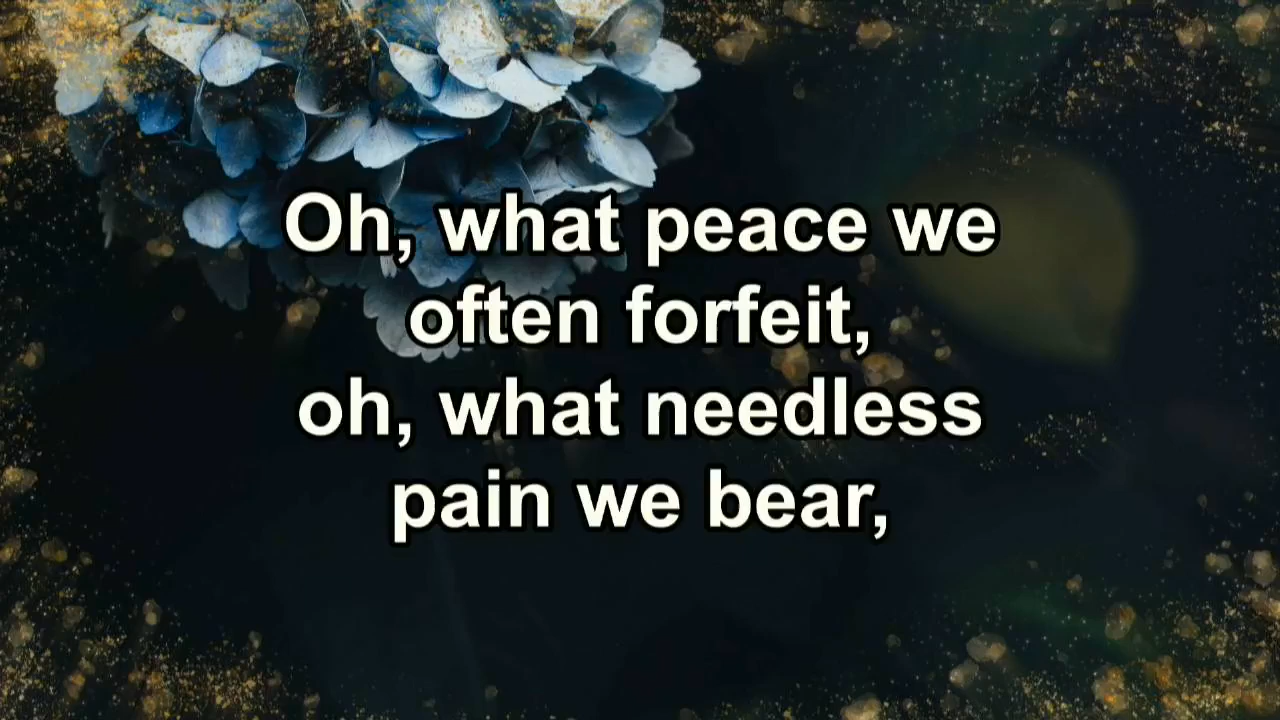 Oh, what peace we
often forfeit,
oh, what needless
pain we bear,